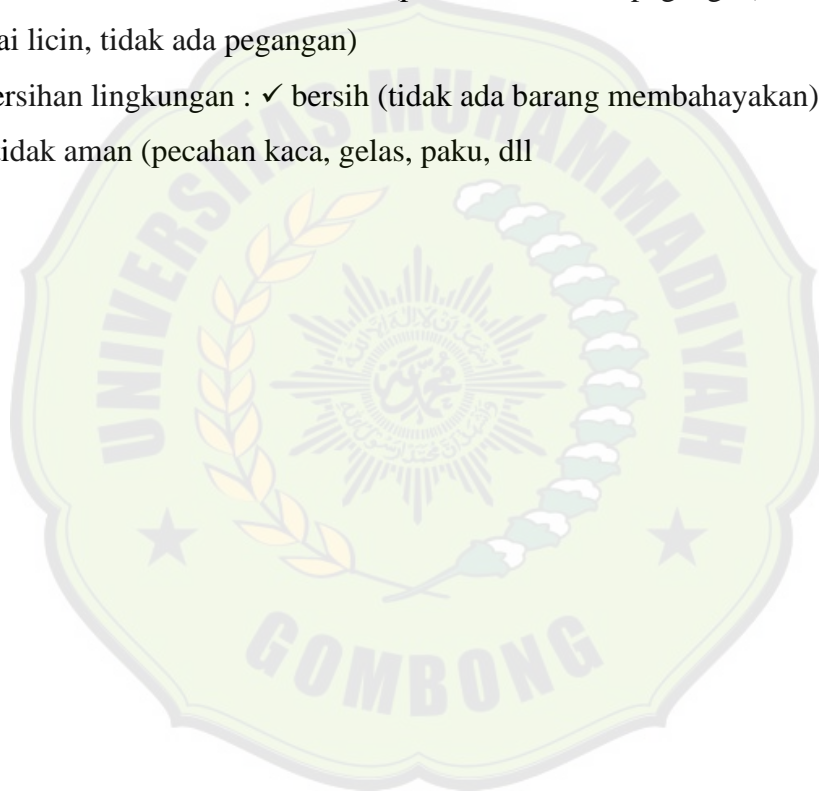 ai licin, tidak ada pegangan)
ersihan lingkungan : ✓ bersih (tidak ada barang membahayakan)
idak aman (pecahan kaca, gelas, paku, dll
UNIVERSITAS MUHAMMADIYAH
GOMBONG